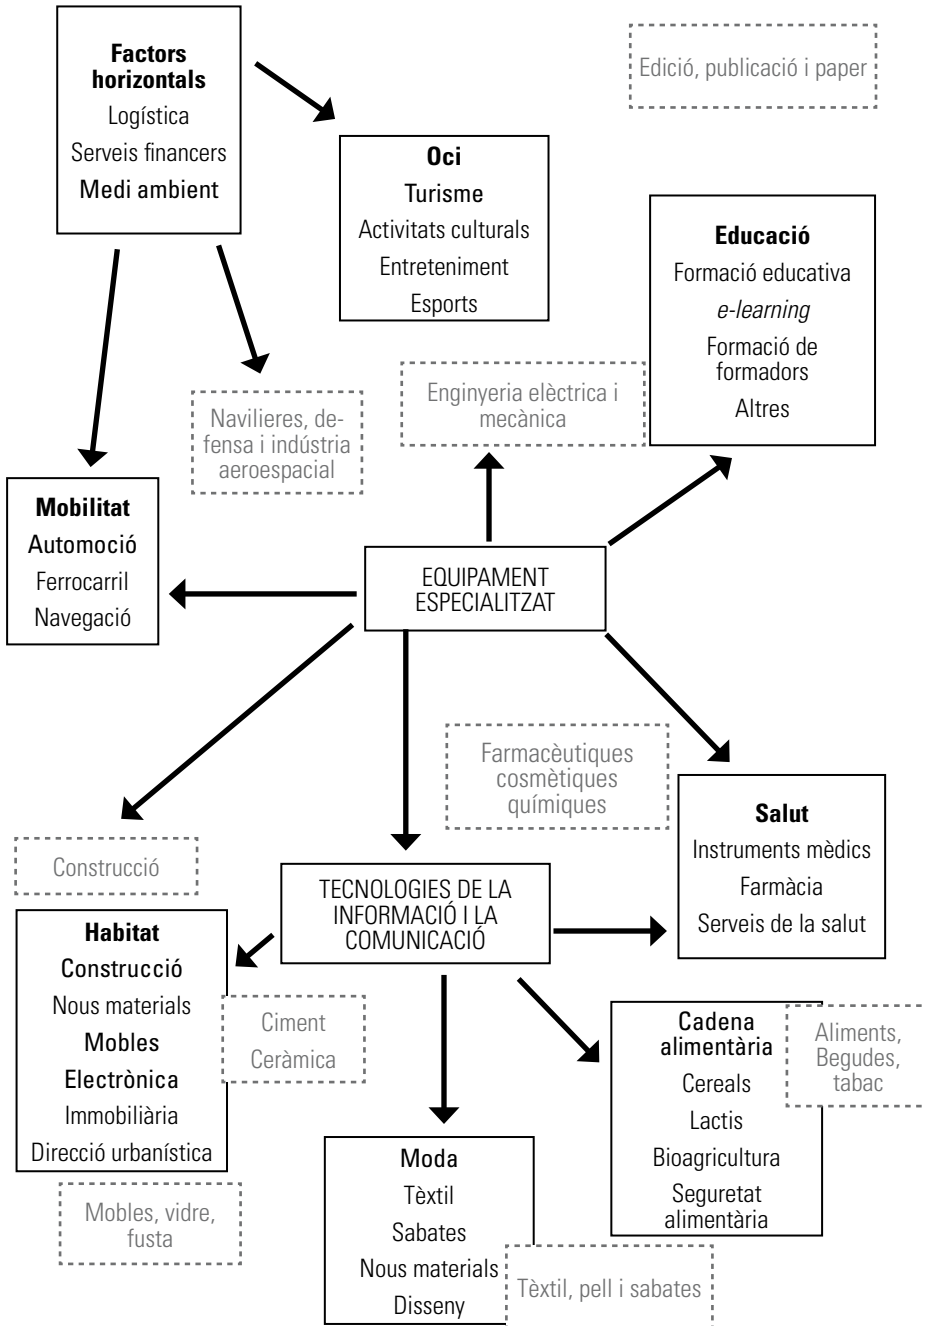 Factors
horizontals
Logística
Serveis financers
Medi ambient
Edició, publicació i paper
Oci
Turisme
Activitats culturals
Entreteniment
Esports
Educació
Formació educativa
e-learning
Formació de
formadors
Altres
Navilieres, de-
fensa i indústria
aeroespacial
Enginyeria elèctrica i
mecànica
Mobilitat
Automoció
Ferrocarril
Navegació
EQUIPAMENT
ESPECIALITZAT
Farmacèutiques
cosmètiques
químiques
Salut
Instruments mèdics
Farmàcia
Serveis de la salut
Construcció
TECNOLOGIES DE LA
INFORMACIÓ I LA
COMUNICACIÓ
Habitat
Construcció
Nous materials
Mobles
Electrònica
Immobiliària
Direcció urbanística
Ciment
Ceràmica
Cadena
alimentària
Cereals
Lactis
Bioagricultura
Seguretat
alimentària
Aliments,
Begudes,
tabac
Mobles, vidre,
fusta
Moda
Tèxtil
Sabates
Nous materials
Disseny
Tèxtil, pell i sabates